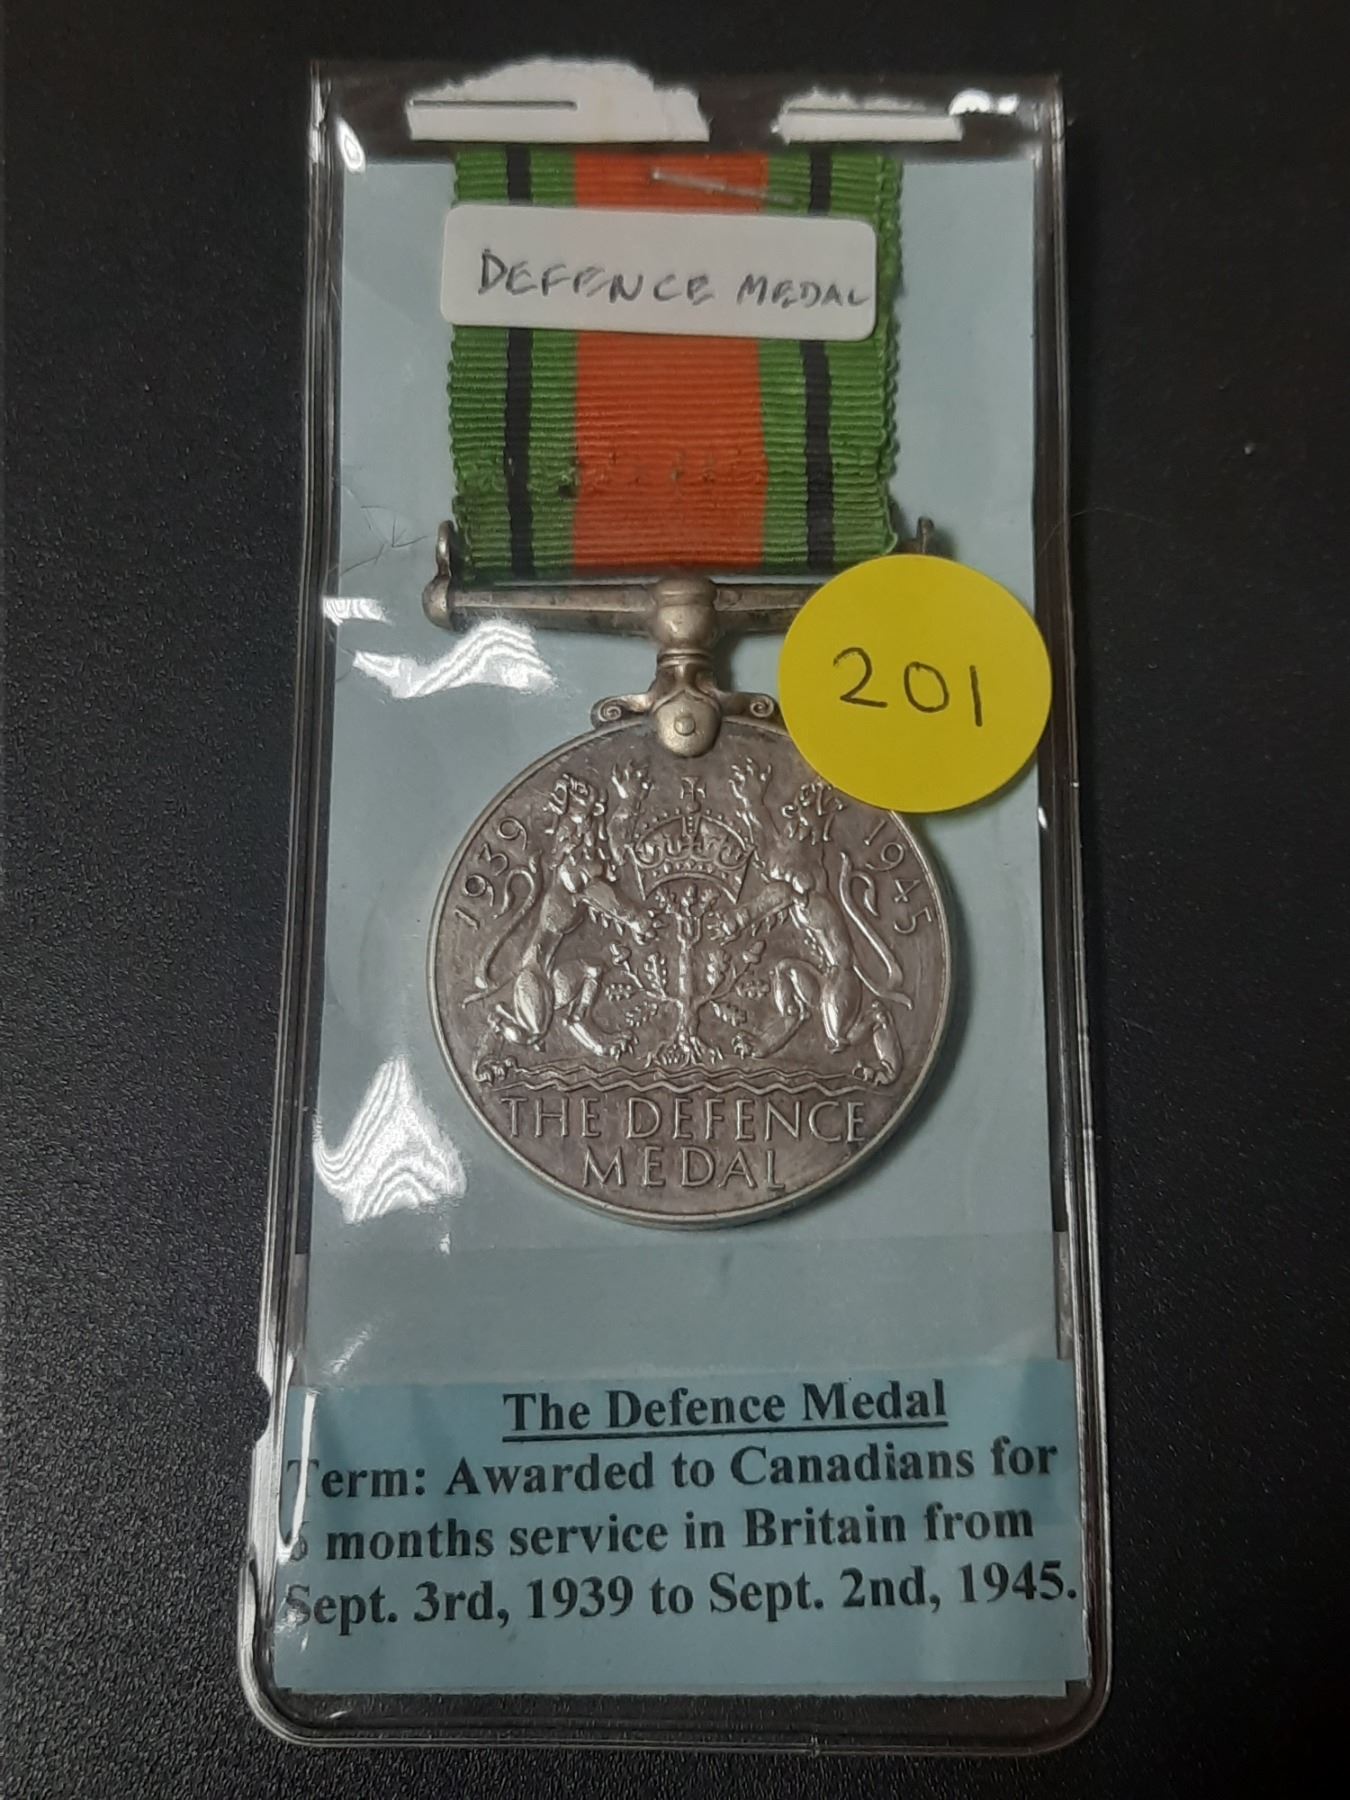 DEFENCE MEDAL
201
1939
1945
THE DEFENCE
MEDAL
The Defence Medal
Term: Awarded to Canadians for
6 months service in Britain from
Sept. 3rd, 1939 to Sept. 2nd, 1945.